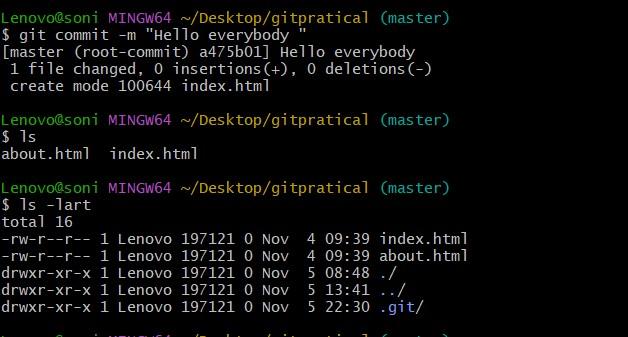 Lenovo@soni MINGW64 ~/Desktop/gitpratical (master)
$ git commit -m "Hello everybody "
[master (root-commit) a475b01] Hello everybody
 1 file changed, 0 insertions(+), 0 deletions(-)
 create mode 100644 index.html

Lenovo@soni MINGW64 ~/Desktop/gitpratical (master)
$ ls
about.html  index.html

Lenovo@soni MINGW64 ~/Desktop/gitpratical (master)
$ ls -lart
total 16
-rw-r--r-- 1 Lenovo 197121 0 Nov  4 09:39 index.html
-rw-r--r-- 1 Lenovo 197121 0 Nov  4 09:39 about.html
drwxr-xr-x 1 Lenovo 197121 0 Nov  5 08:48 ./
drwxr-xr-x 1 Lenovo 197121 0 Nov  5 13:41 ../
drwxr-xr-x 1 Lenovo 197121 0 Nov  5 22:30 .git/